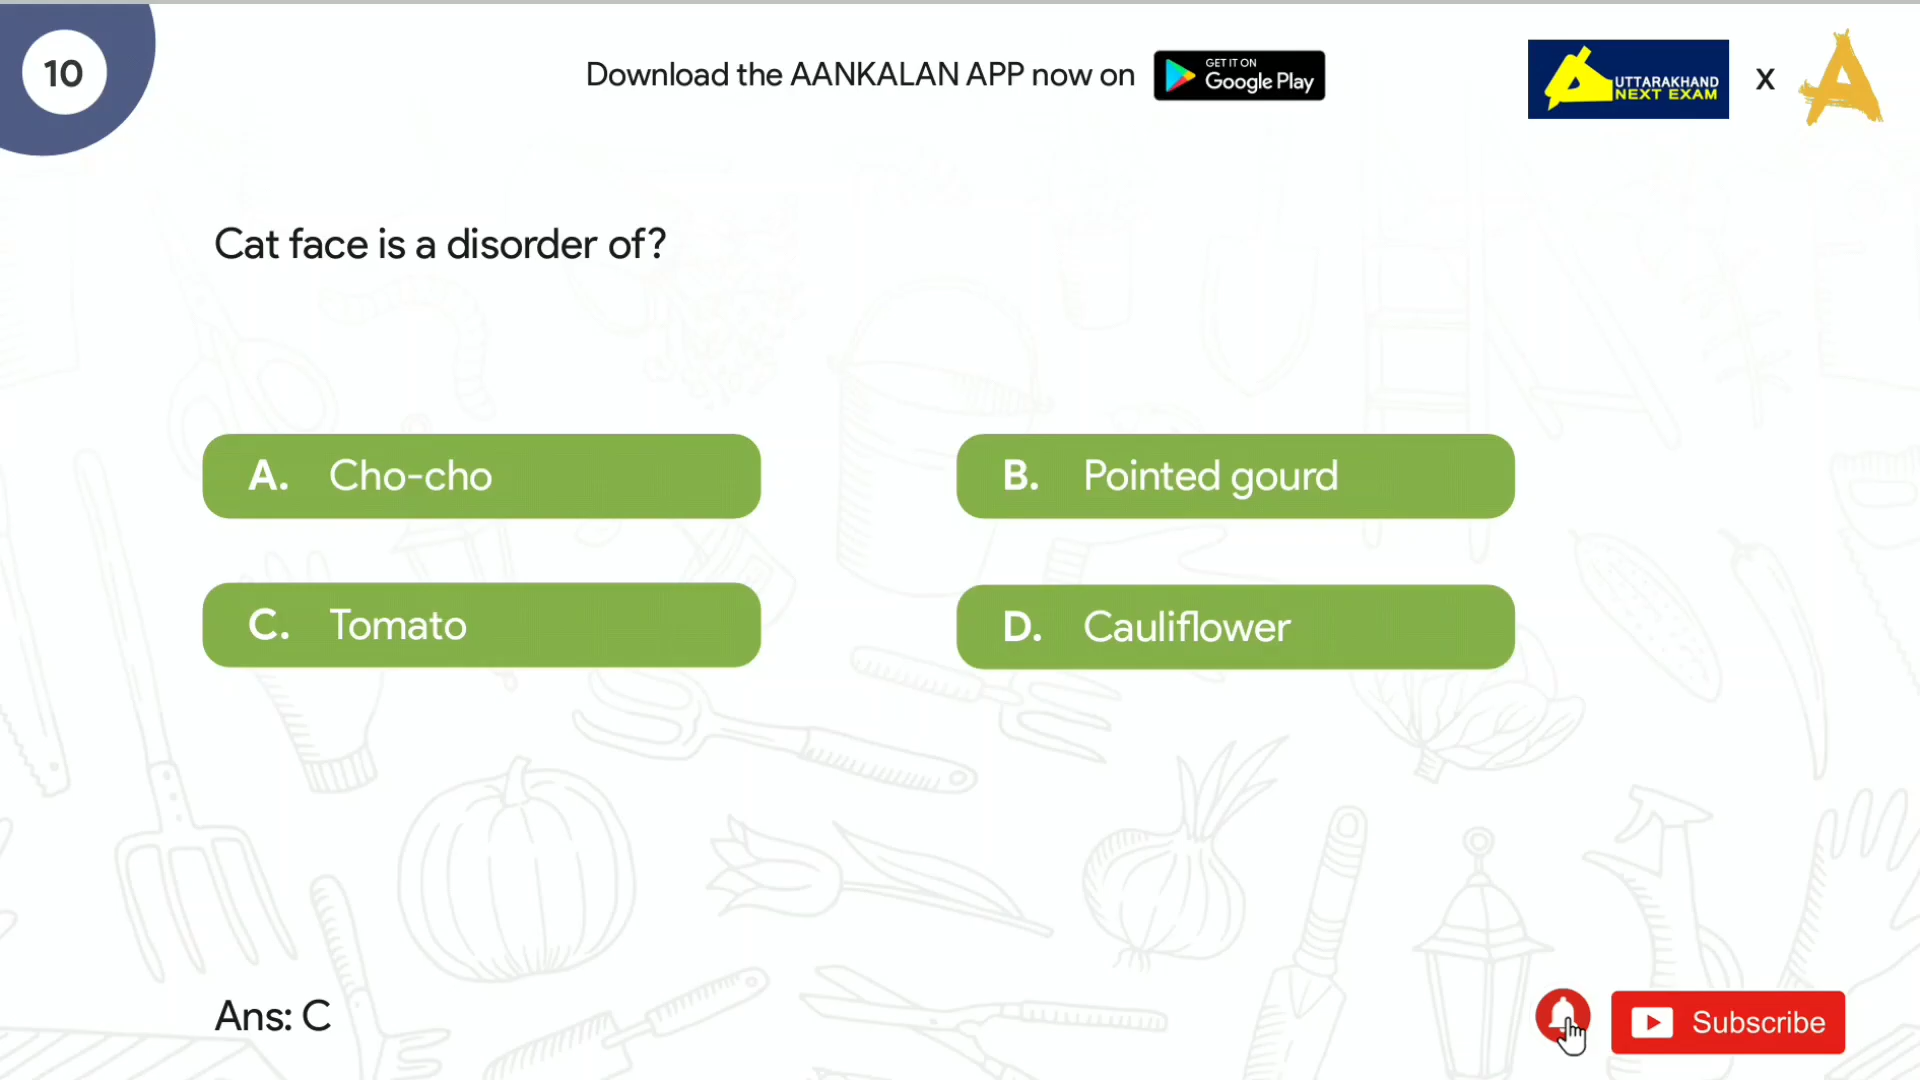 10
Download the AANKALAN APP now on
GET IT ON
Google Play
UTTARAKHAND
NEXT EXAM
X
A
Cat face is a disorder of?
A. Cho-cho
B. Pointed gourd
C. Tomato
D. Cauliflower
Ans: C
Subscribe